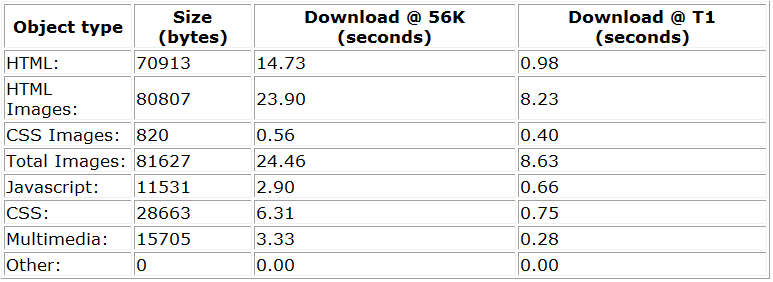 Object type Size (bytes) Download @ 56K (seconds) Download @ T1 (seconds)
HTML: 70913 14.73 0.98
HTML Images: 80807 23.90 8.23
CSS Images: 820 0.56 0.40
Total Images: 81627 24.46 8.63
Javascript: 11531 2.90 0.66
CSS: 28663 6.31 0.75
Multimedia: 15705 3.33 0.28
Other: 0 0.00 0.00